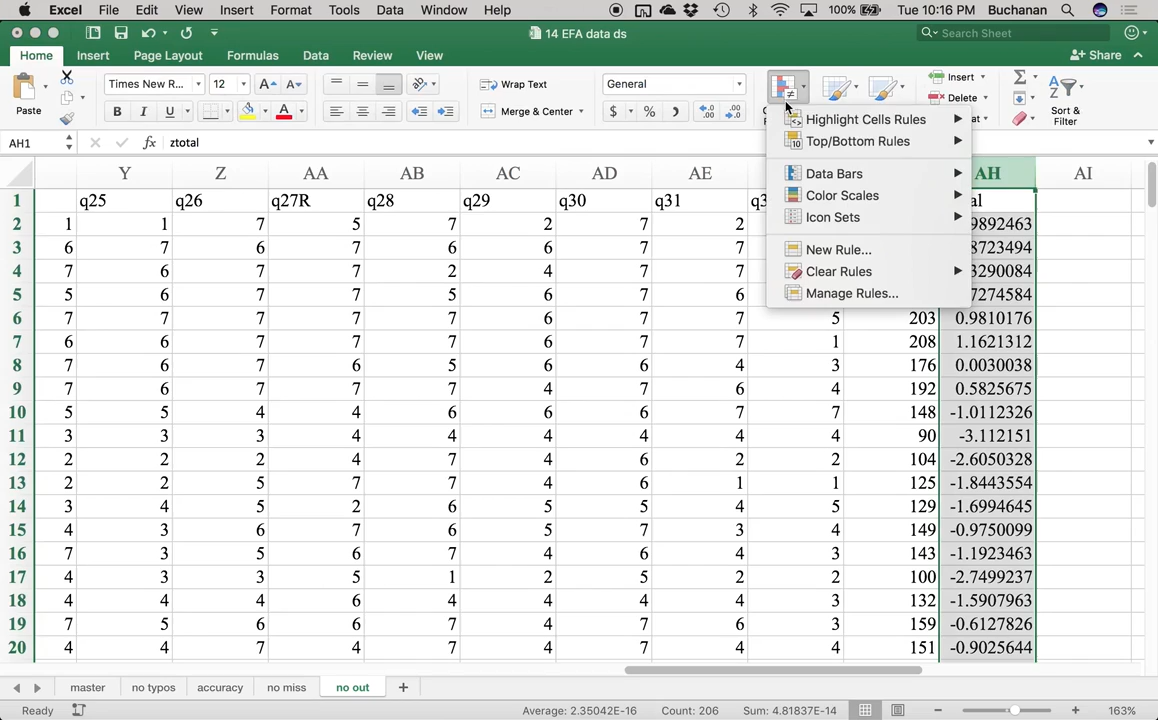 Excel File Edit View Insert Format Tools Data Window Help 100% Tue 10:16 PM Buchanan
14 EFA data ds Search Sheet
Home Insert Page Layout Formulas Data Review View Share
Times New R... 12 A A Wrap Text General Insert
Paste B I U A Merge & Center $ % Delete Sort & Filter
Highlight Cells Rules
Top/Bottom Rules
Data Bars
Color Scales
Icon Sets
New Rule...
Clear Rules
Manage Rules...
AH1 fx ztotal
Y Z AA AB AC AD AE AH AI
1 q25 q26 q27R q28 q29 q30 q31
2 1 1 7 5 7 2 7 2 9892463
3 6 7 6 7 6 6 7 7 8723494
4 7 6 7 7 2 4 7 7 3290084
5 5 6 7 7 5 6 7 6 7274584
6 7 7 7 7 7 6 7 7 5 203 0.9810176
7 6 6 7 7 7 6 7 7 1 208 1.1621312
8 7 6 7 6 5 6 6 4 3 176 0.0030038
9 7 6 7 7 7 4 7 6 4 192 0.5825675
10 5 5 4 4 6 6 6 7 7 148 -1.0112326
11 3 3 3 4 4 4 4 4 4 90 -3.112151
12 2 2 2 4 7 4 6 2 2 104 -2.6050328
13 2 2 5 7 7 4 6 1 1 125 -1.8443554
14 3 4 5 2 6 5 5 4 5 129 -1.6994645
15 4 3 6 7 6 5 7 3 4 149 -0.9750099
16 7 3 5 6 7 4 6 4 3 143 -1.1923463
17 4 3 3 5 1 2 5 2 2 100 -2.7499237
18 4 4 4 6 4 4 4 4 3 132 -1.5907963
19 7 5 6 6 7 4 7 6 3 159 -0.6127826
20 4 4 7 4 7 4 7 4 4 151 -0.9025644
master no typos accuracy no miss no out
Ready Average: 2.35042E-16 Count: 206 Sum: 4.81837E-14 163%